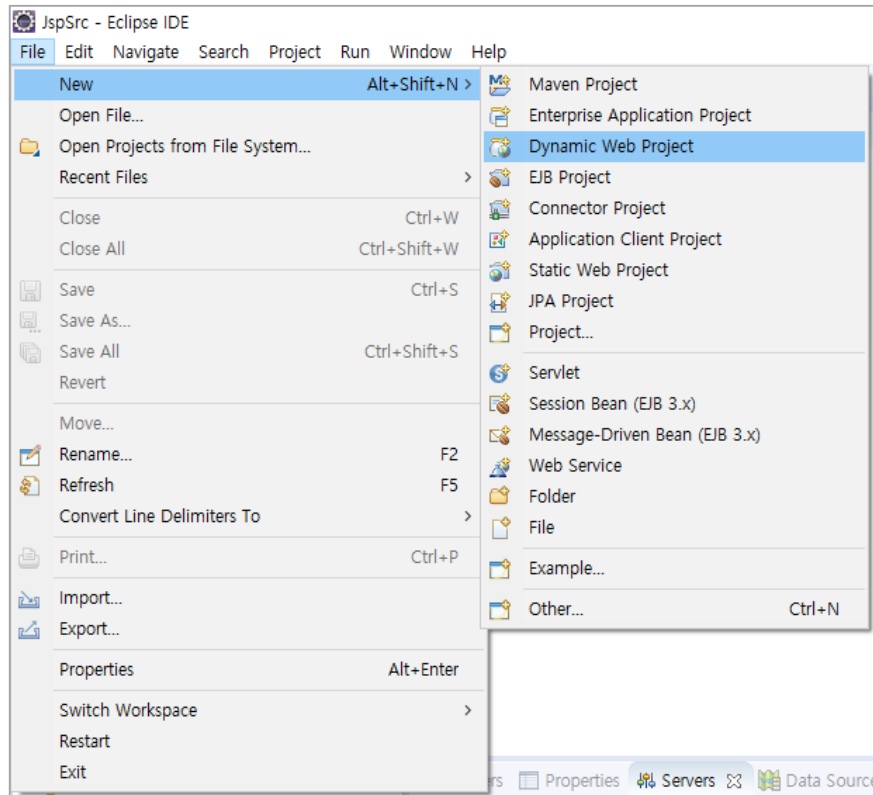 JspSrc - Eclipse IDE
File Edit Navigate Search Project Run Window Help
New Alt+Shift+N >
Open File...
Open Projects from File System...
Recent Files >
Close Ctrl+W
Close All Ctrl+Shift+W
Save Ctrl+S
Save As...
Save All Ctrl+Shift+S
Revert
Move...
Rename... F2
Refresh F5
Convert Line Delimiters To >
Print... Ctrl+P
Import...
Export...
Properties Alt+Enter
Switch Workspace >
Restart
Exit
Maven Project
Enterprise Application Project
Dynamic Web Project
EJB Project
Connector Project
Application Client Project
Static Web Project
JPA Project
Project...
Servlet
Session Bean (EJB 3.x)
Message-Driven Bean (EJB 3.x)
Web Service
Folder
File
Example...
Other... Ctrl+N
Properties Servers Data Source